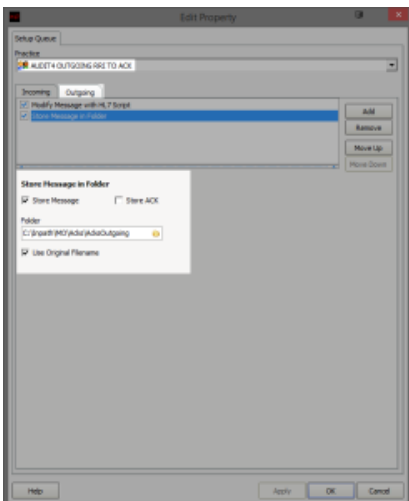 Edit Property
Setup Queue
Practice
AUDIT4 OUTGOING RRI TO ACK
Incoming Outgoing
Modify Message with HL7 Script
Store Message in Folder
Add
Remove
Move Up
Move Down
Store Message in Folder
Store Message Store ACK
Folder
Use Original Filename
Help Apply OK Cancel